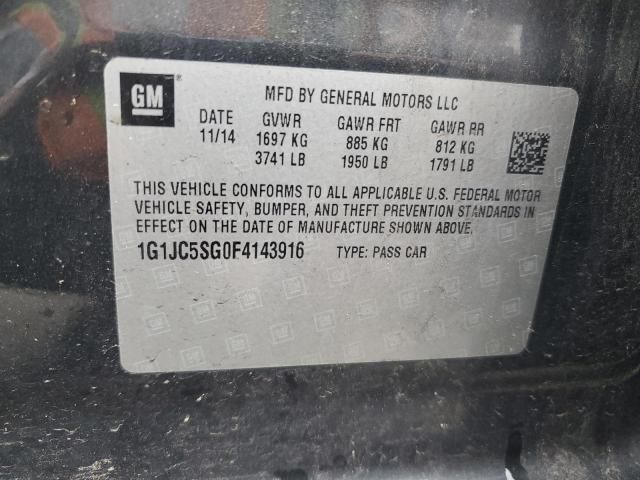 GM
MFD BY GENERAL MOTORS LLC
DATE GVWR GAWR FRT GAWR RR
11/14 1697 KG 885 KG 812 KG
3741 LB 1950 LB 1791 LB
THIS VEHICLE CONFORMS TO ALL APPLICABLE U.S. FEDERAL MOTOR
VEHICLE SAFETY, BUMPER, AND THEFT PREVENTION STANDARDS IN
EFFECT ON THE DATE OF MANUFACTURE SHOWN ABOVE.
1G1JC5SG0F4143916 TYPE: PASS CAR